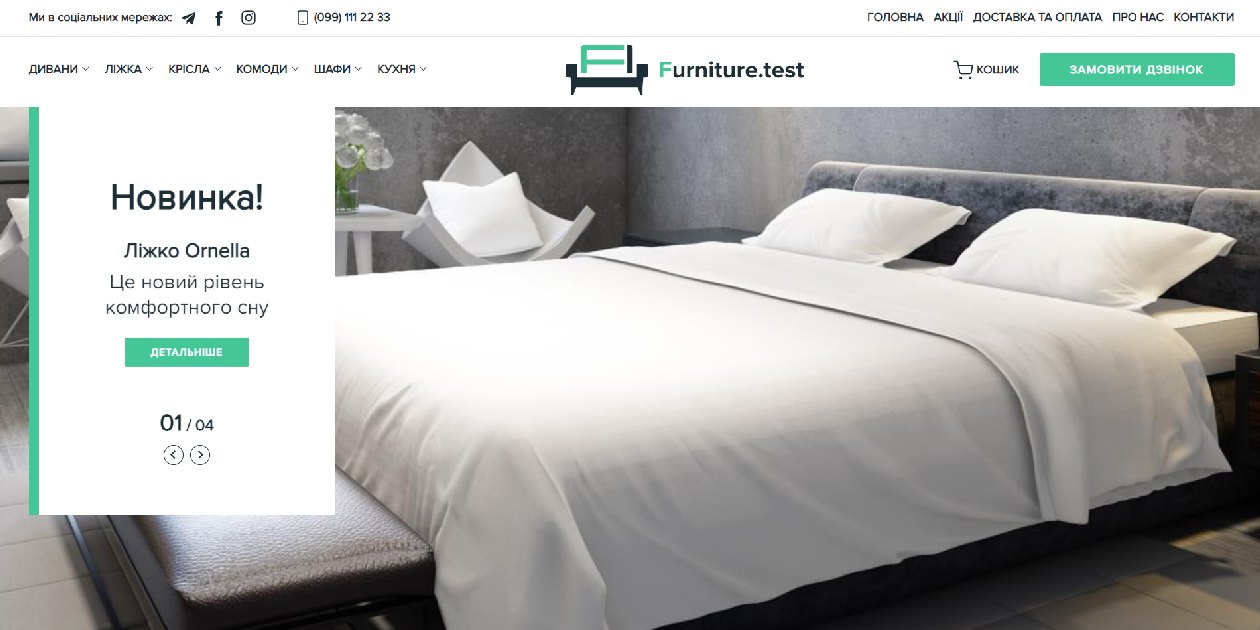 Ми в соціальних мережах:
(099) 111 22 33
ГОЛОВНА АКЦІЇ ДОСТАВКА ТА ОПЛАТА ПРО НАС КОНТАКТИ
ДИВАНИ ЛІЖКА КРІСЛА КОМОДИ ШАФИ КУХНЯ
Furniture.test
КОШИК
ЗАМОВИТИ ДЗВІНОК
Новинка!
Ліжко Ornella
Це новий рівень
комфортного сну
ДЕТАЛЬНІШЕ
01 / 04